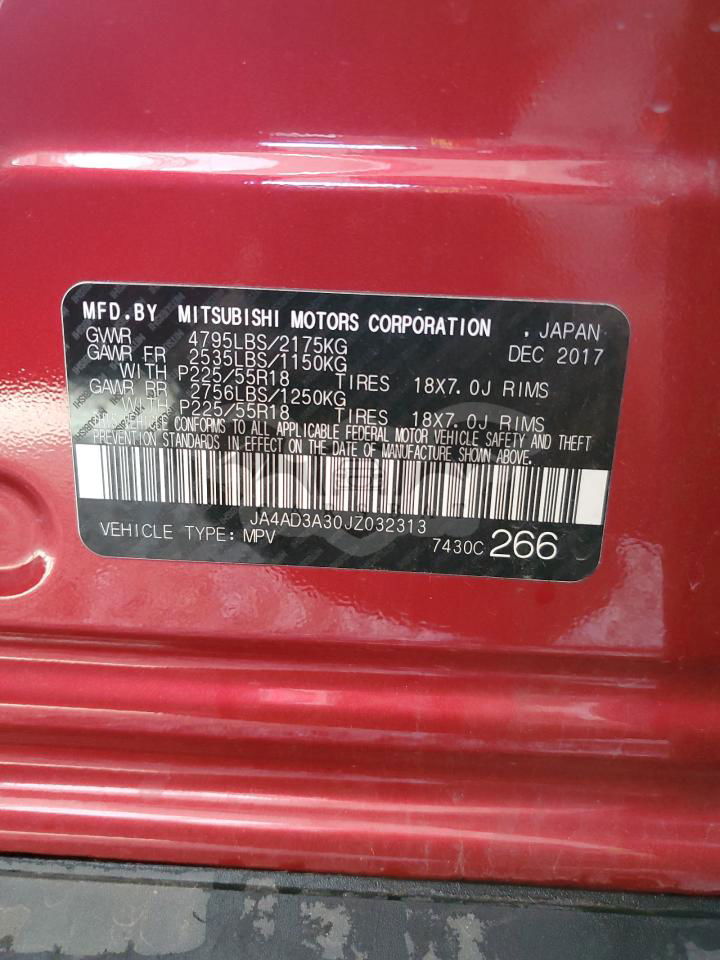 MFD.BY MITSUBISHI MOTORS CORPORATION . JAPAN
GVWR 4795LBS/2175KG DEC 2017
GAWR FR 2535LBS/1150KG
WITH P225/55R18 TIRES 18X7.0J RIMS
GAWR RR 2756LBS/1250KG
WITH P225/55R18 TIRES 18X7.0J RIMS
THIS VEHICLE CONFORMS TO ALL APPLICABLE FEDERAL MOTOR VEHICLE SAFETY AND THEFT
PREVENTION STANDARDS IN EFFECT ON THE DATE OF MANUFACTURE SHOWN ABOVE.
JA4AD3A30JZ032313
VEHICLE TYPE: MPV 7430C 266